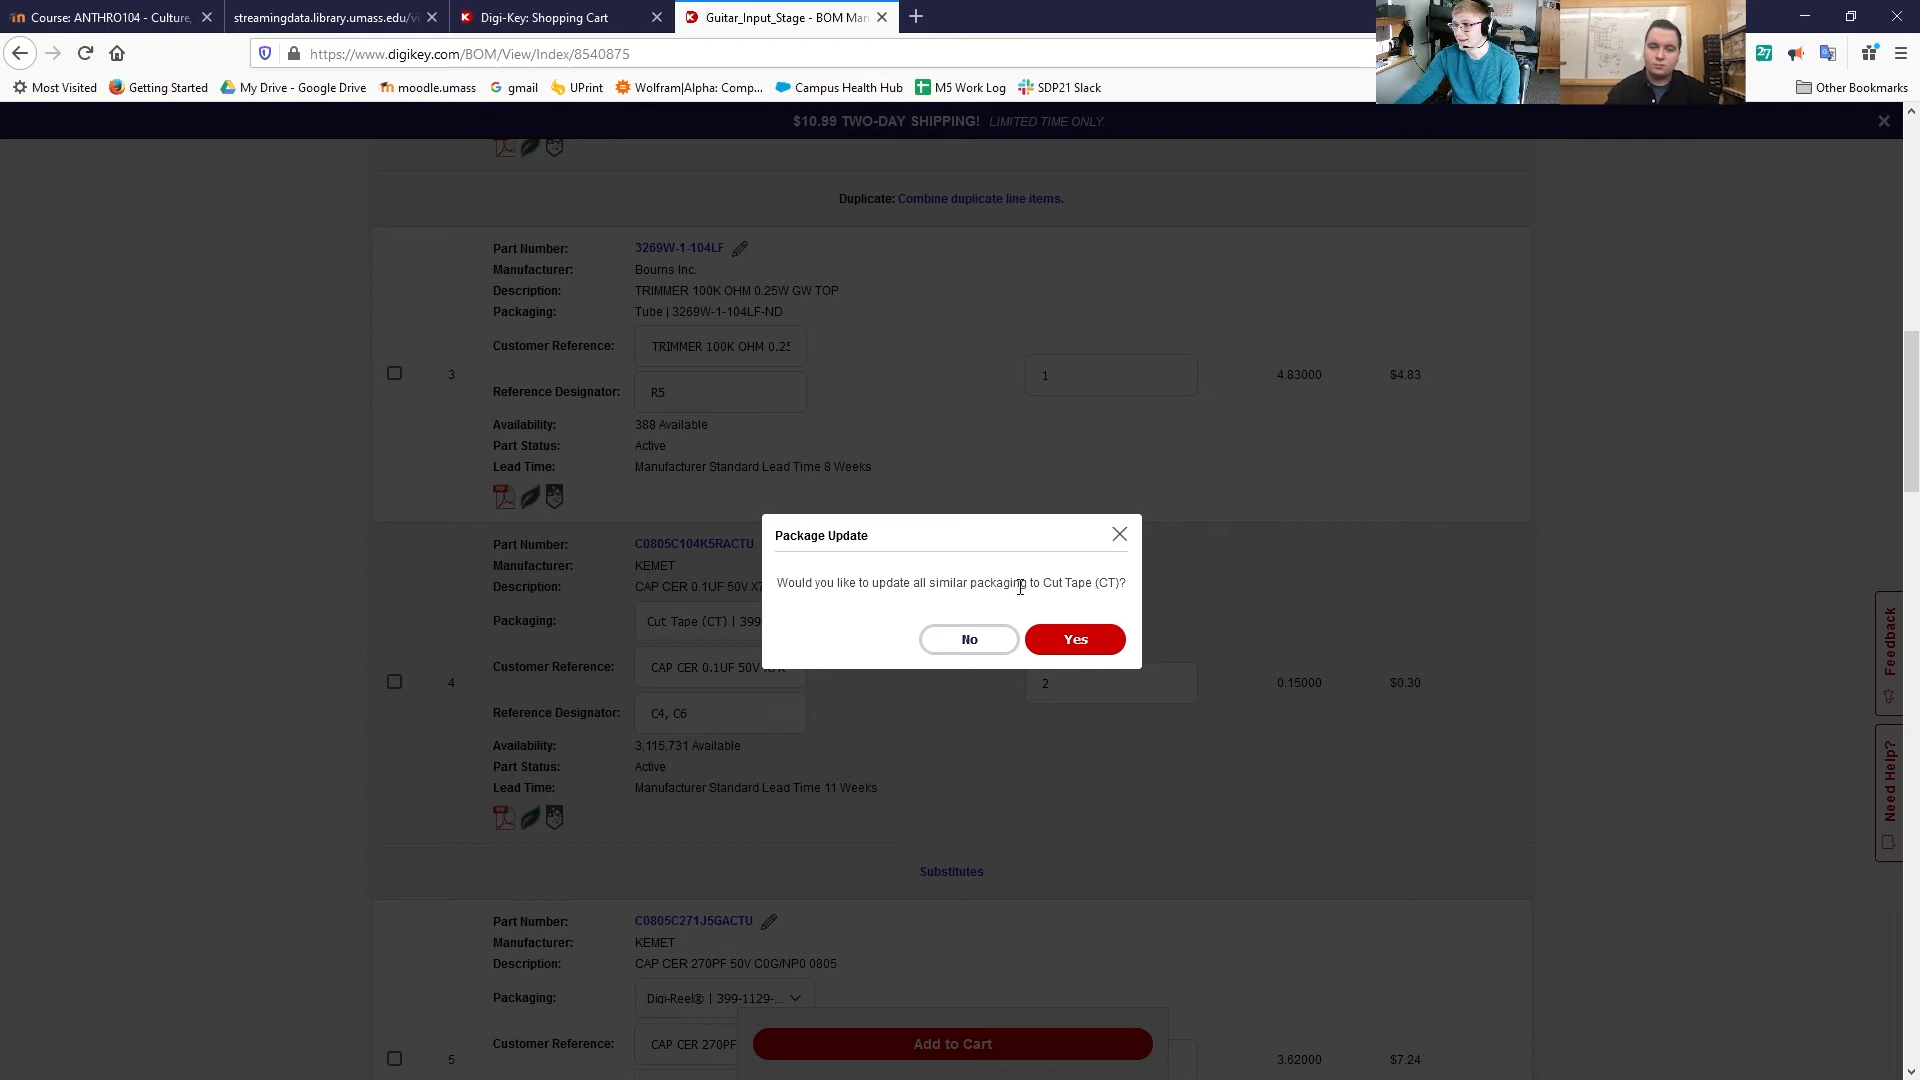 Course: ANTHRO104 - Culture,
streamingdata.library.umass.edu/vi
Digi-Key: Shopping Cart
Guitar_Input_Stage - BOM Man
https://www.digikey.com/BOM/View/Index/8540875
27
Most Visited
Getting Started
My Drive - Google Drive
moodle.umass
gmail
UPrint
Wolfram|Alpha: Comp...
Campus Health Hub
M5 Work Log
SDP21 Slack
Other Bookmarks
$10.99 TWO-DAY SHIPPING! LIMITED TIME ONLY.
Duplicate: Combine duplicate line items.
Part Number: 3269W-1-104LF
Manufacturer: Bourns Inc.
Description: TRIMMER 100K OHM 0.25W GW TOP
Packaging: Tube | 3269W-1-104LF-ND
Customer Reference: TRIMMER 100K OHM 0.25
3 1 4.83000 $4.83
Reference Designator: R5
Availability: 388 Available
Part Status: Active
Lead Time: Manufacturer Standard Lead Time 8 Weeks
Package Update
Would you like to update all similar packaging to Cut Tape (CT)?
No
Yes
Part Number: C0805C104K5RACTU
Manufacturer: KEMET
Description: CAP CER 0.1UF 50V X7
Packaging: Cut Tape (CT) | 399
Customer Reference: CAP CER 0.1UF 50V X7R
4 2 0.15000 $0.30
Reference Designator: C4, C6
Availability: 3,115,731 Available
Part Status: Active
Lead Time: Manufacturer Standard Lead Time 11 Weeks
Substitutes
Part Number: C0805C271J5GACTU
Manufacturer: KEMET
Description: CAP CER 270PF 50V C0G/NP0 0805
Packaging: Digi-Reel® | 399-1129-...
Customer Reference: CAP CER 270PF
5 3.62000 $7.24
Add to Cart
Feedback
Need Help?